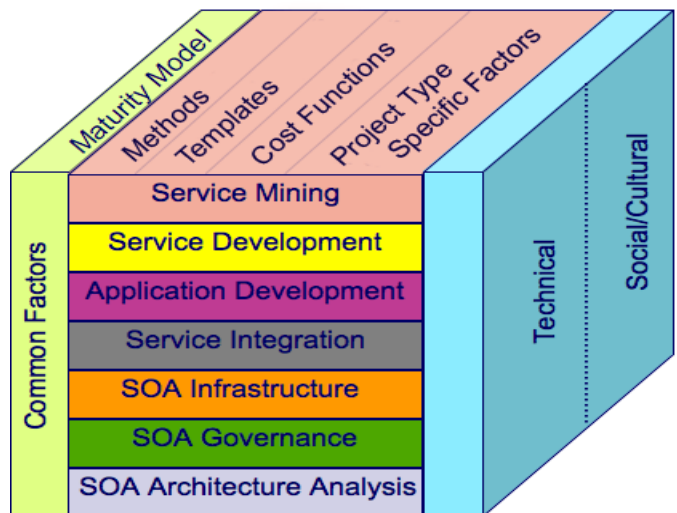 Maturity Model
Methods
Templates
Cost Functions
Project Type
Specific Factors
Common Factors
Service Mining
Service Development
Application Development
Service Integration
SOA Infrastructure
SOA Governance
SOA Architecture Analysis
Technical
Social/Cultural